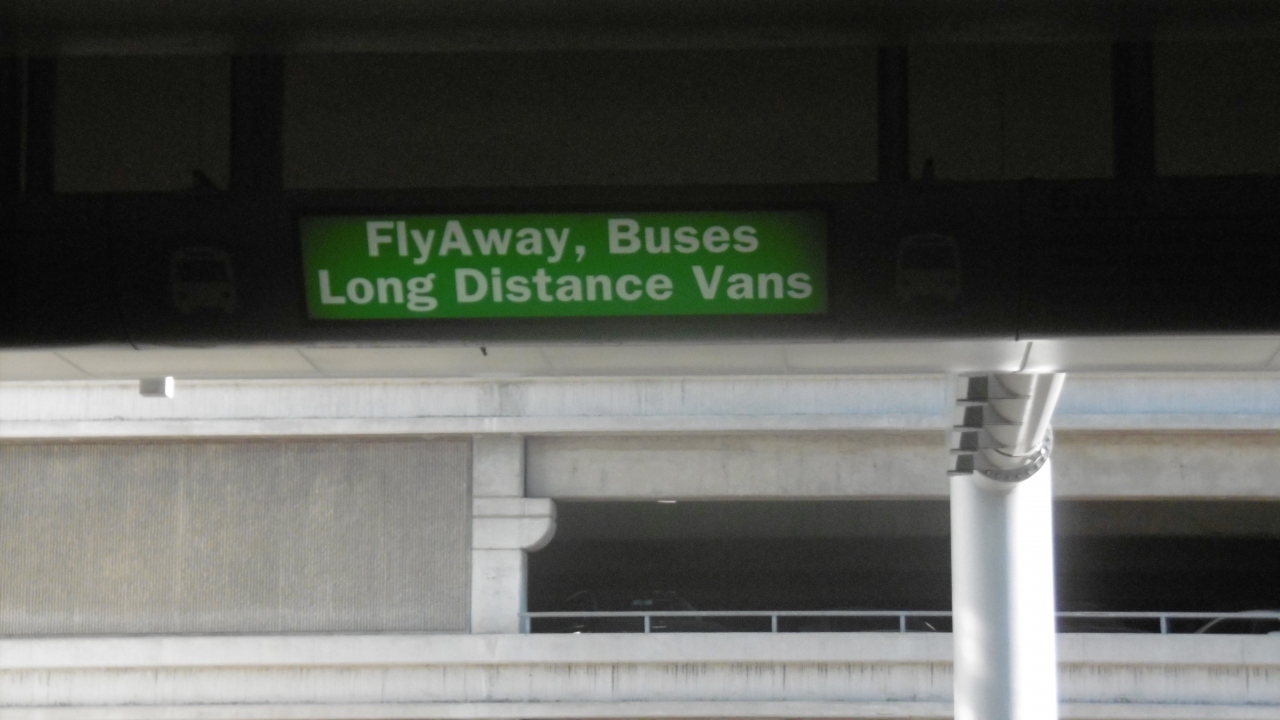 FlyAway, Buses
Long Distance Vans